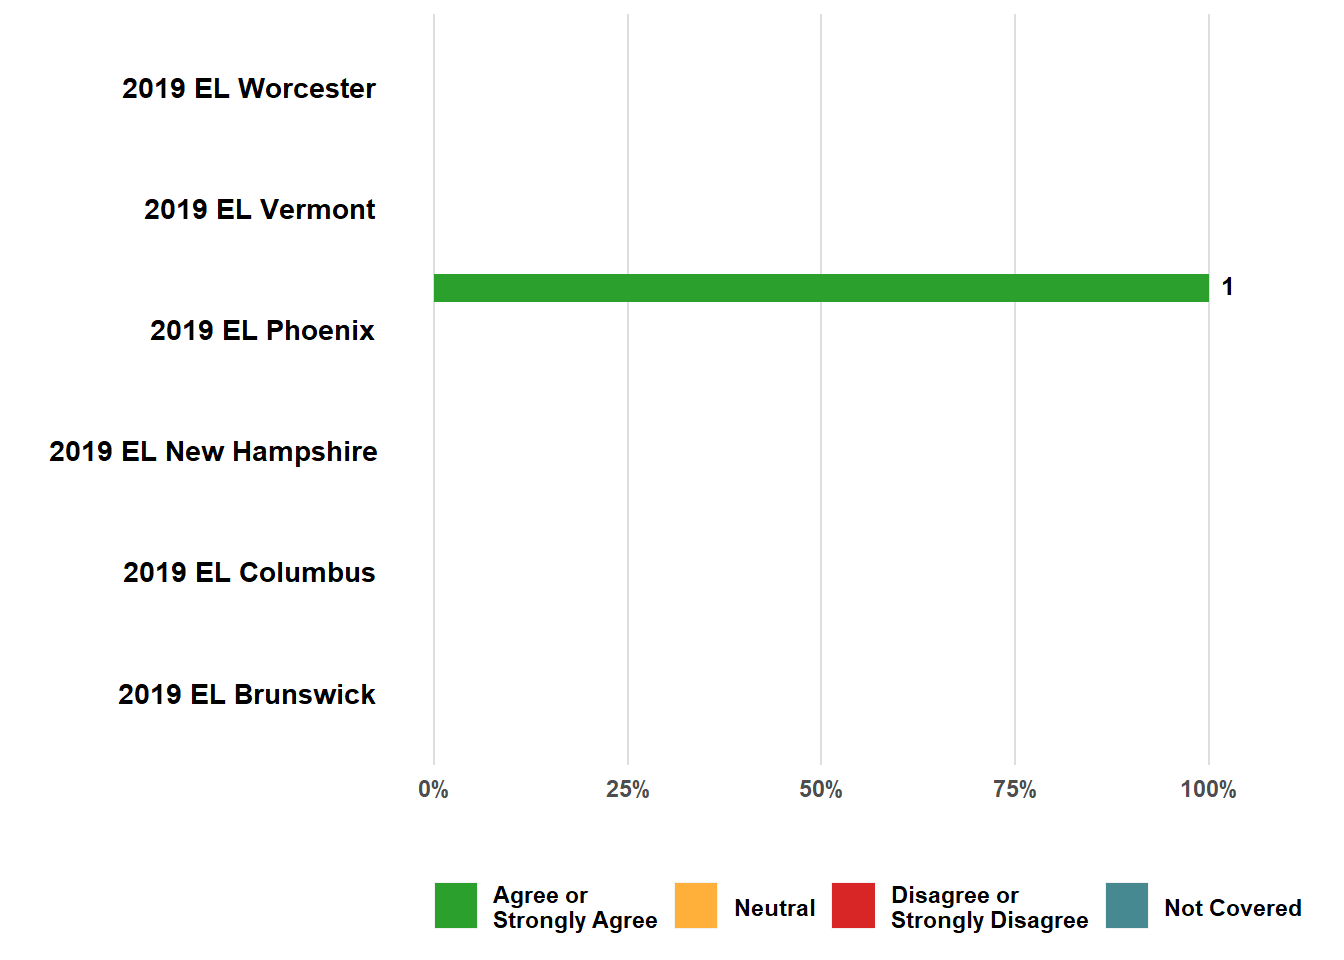 2019 EL Worcester
2019 EL Vermont
1
2019 EL Phoenix
2019 EL New Hampshire
2019 EL Columbus
2019 EL Brunswick
0% 25% 50% 75% 100%
Agree or
Strongly Agree
Neutral
Disagree or
Strongly Disagree
Not Covered